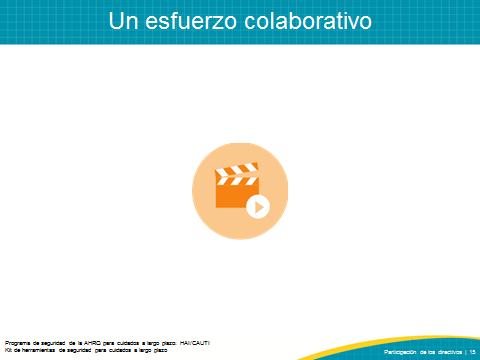 Un esfuerzo colaborativo
Programa de seguridad de la AHRQ para cuidados a largo plazo: HAI/CAUTI
Kit de herramientas de seguridad para cuidados a largo plazo
Participación de los directivos | 15